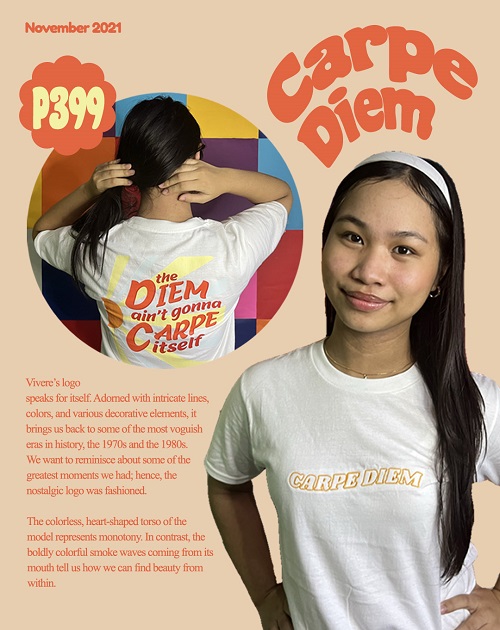 November 2021
Carpe
Diem
P399
the
DIEM
ain't gonna
CARPE
itself
CARPE DIEM
Vivere's logo
speaks for itself. Adorned with intricate lines,
colors, and various decorative elements, it
brings us back to some of the most voguish
eras in history, the 1970s and the 1980s.
We want to reminisce about some of the
greatest moments we had; hence, the
nostalgic logo was fashioned.
The colorless, heart-shaped torso of the
model represents monotony. In contrast, the
boldly colorful smoke waves coming from its
mouth tell us how we can find beauty from
within.